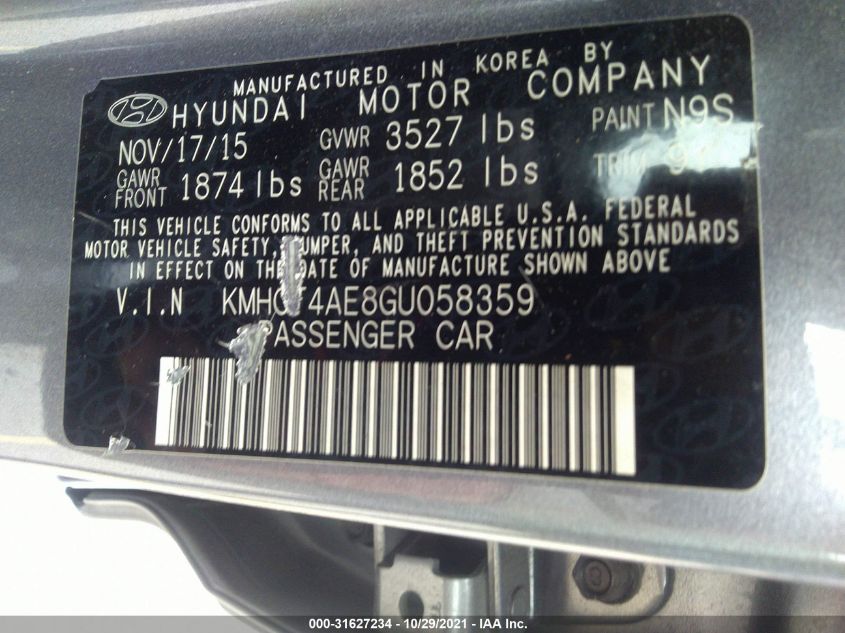 MANUFACTURED IN KOREA BY
HYUNDAI MOTOR COMPANY
NOV/17/15 GVWR 3527 lbs PAINT N9S
GAWR FRONT 1874 lbs GAWR REAR 1852 lbs TRIM
THIS VEHICLE CONFORMS TO ALL APPLICABLE U.S.A. FEDERAL
MOTOR VEHICLE SAFETY, AND THEFT PREVENTION STANDARDS
IN EFFECT ON THE DATE OF MANUFACTURE SHOWN ABOVE
V.I.N
PASSENGER CAR
000-31627234 - 10/29/2021 - IAA Inc.